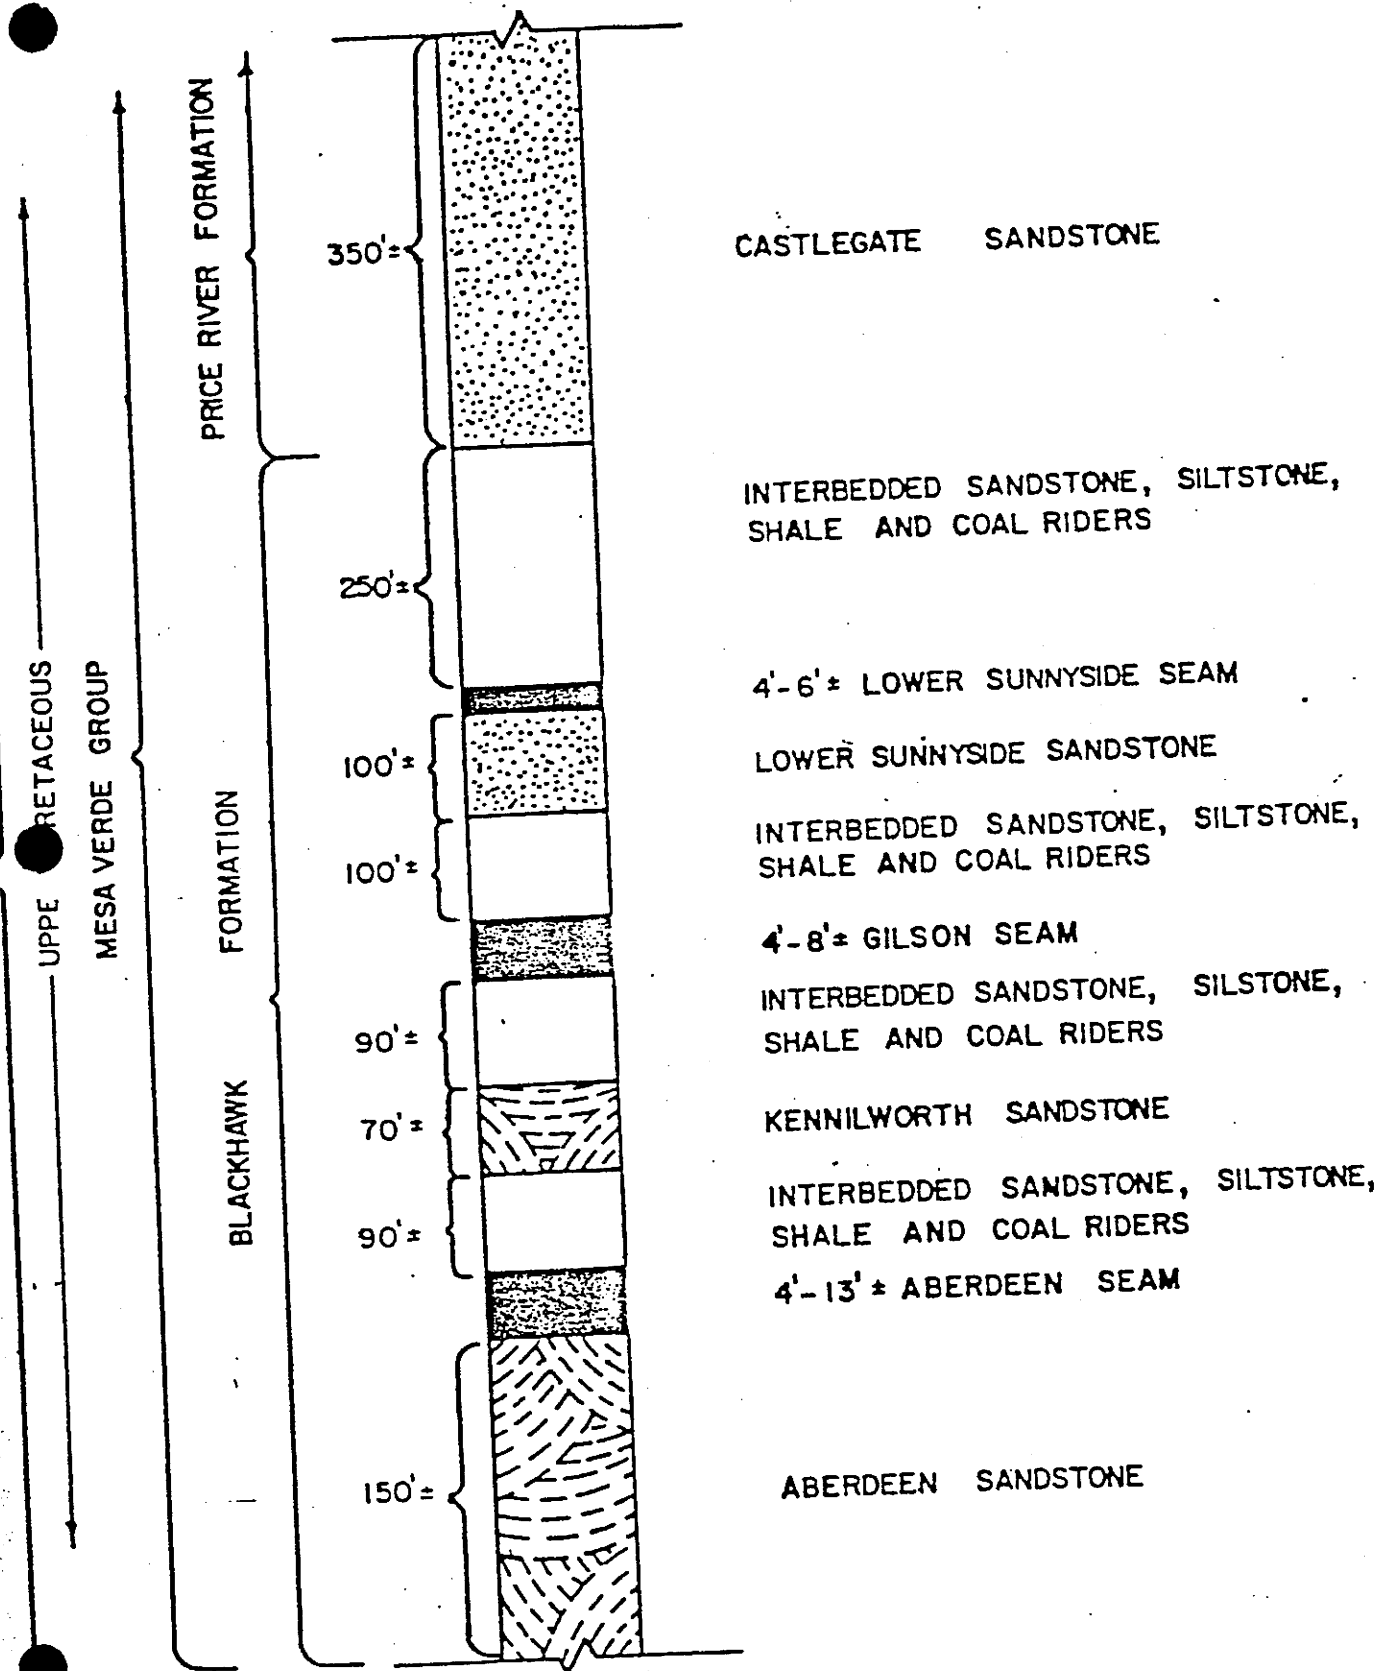 UPPE RETACEOUS
MESA VERDE GROUP
PRICE RIVER FORMATION
BLACKHAWK FORMATION
350'±
CASTLEGATE SANDSTONE
250'±
INTERBEDDED SANDSTONE, SILTSTONE,
SHALE AND COAL RIDERS
4'-6'± LOWER SUNNYSIDE SEAM
100'±
LOWER SUNNYSIDE SANDSTONE
100'±
INTERBEDDED SANDSTONE, SILTSTONE,
SHALE AND COAL RIDERS
4'-8'± GILSON SEAM
90'±
INTERBEDDED SANDSTONE, SILSTONE,
SHALE AND COAL RIDERS
70'±
KENNILWORTH SANDSTONE
90'±
INTERBEDDED SANDSTONE, SILTSTONE,
SHALE AND COAL RIDERS
4'-13'± ABERDEEN SEAM
150'±
ABERDEEN SANDSTONE